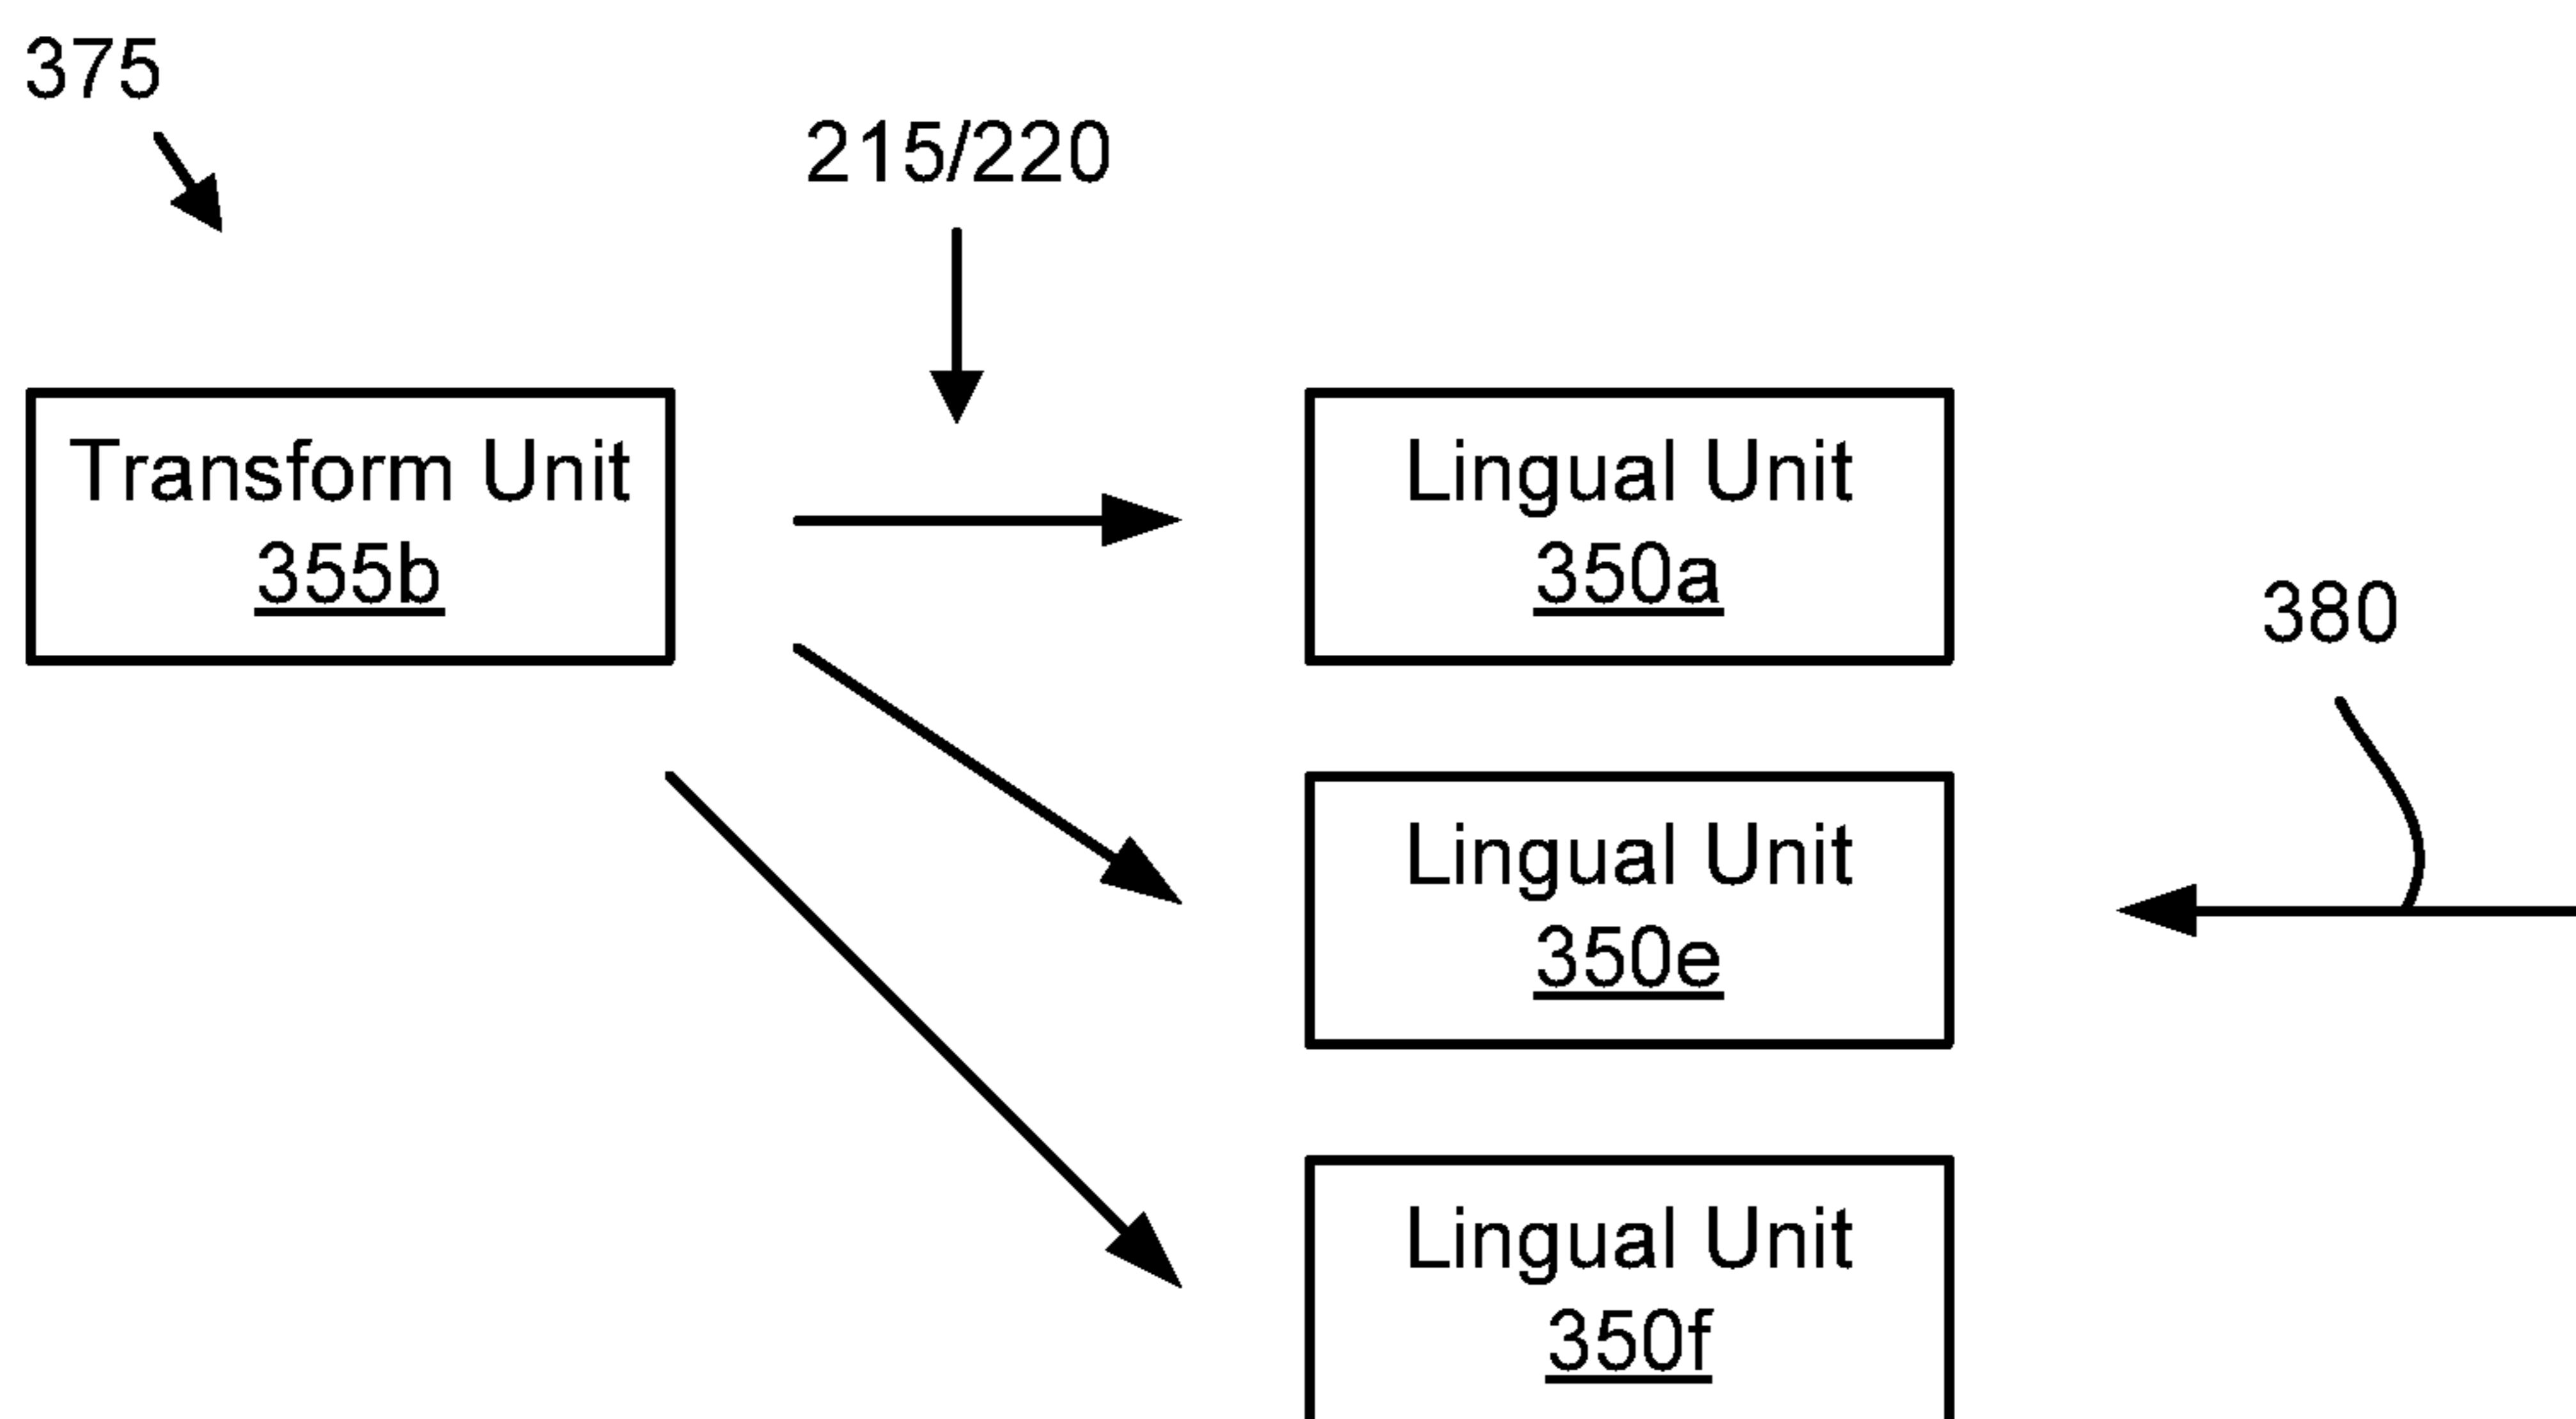 375
215/220
Transform Unit
355b
Lingual Unit
350a
380
Lingual Unit
350e
Lingual Unit
350f